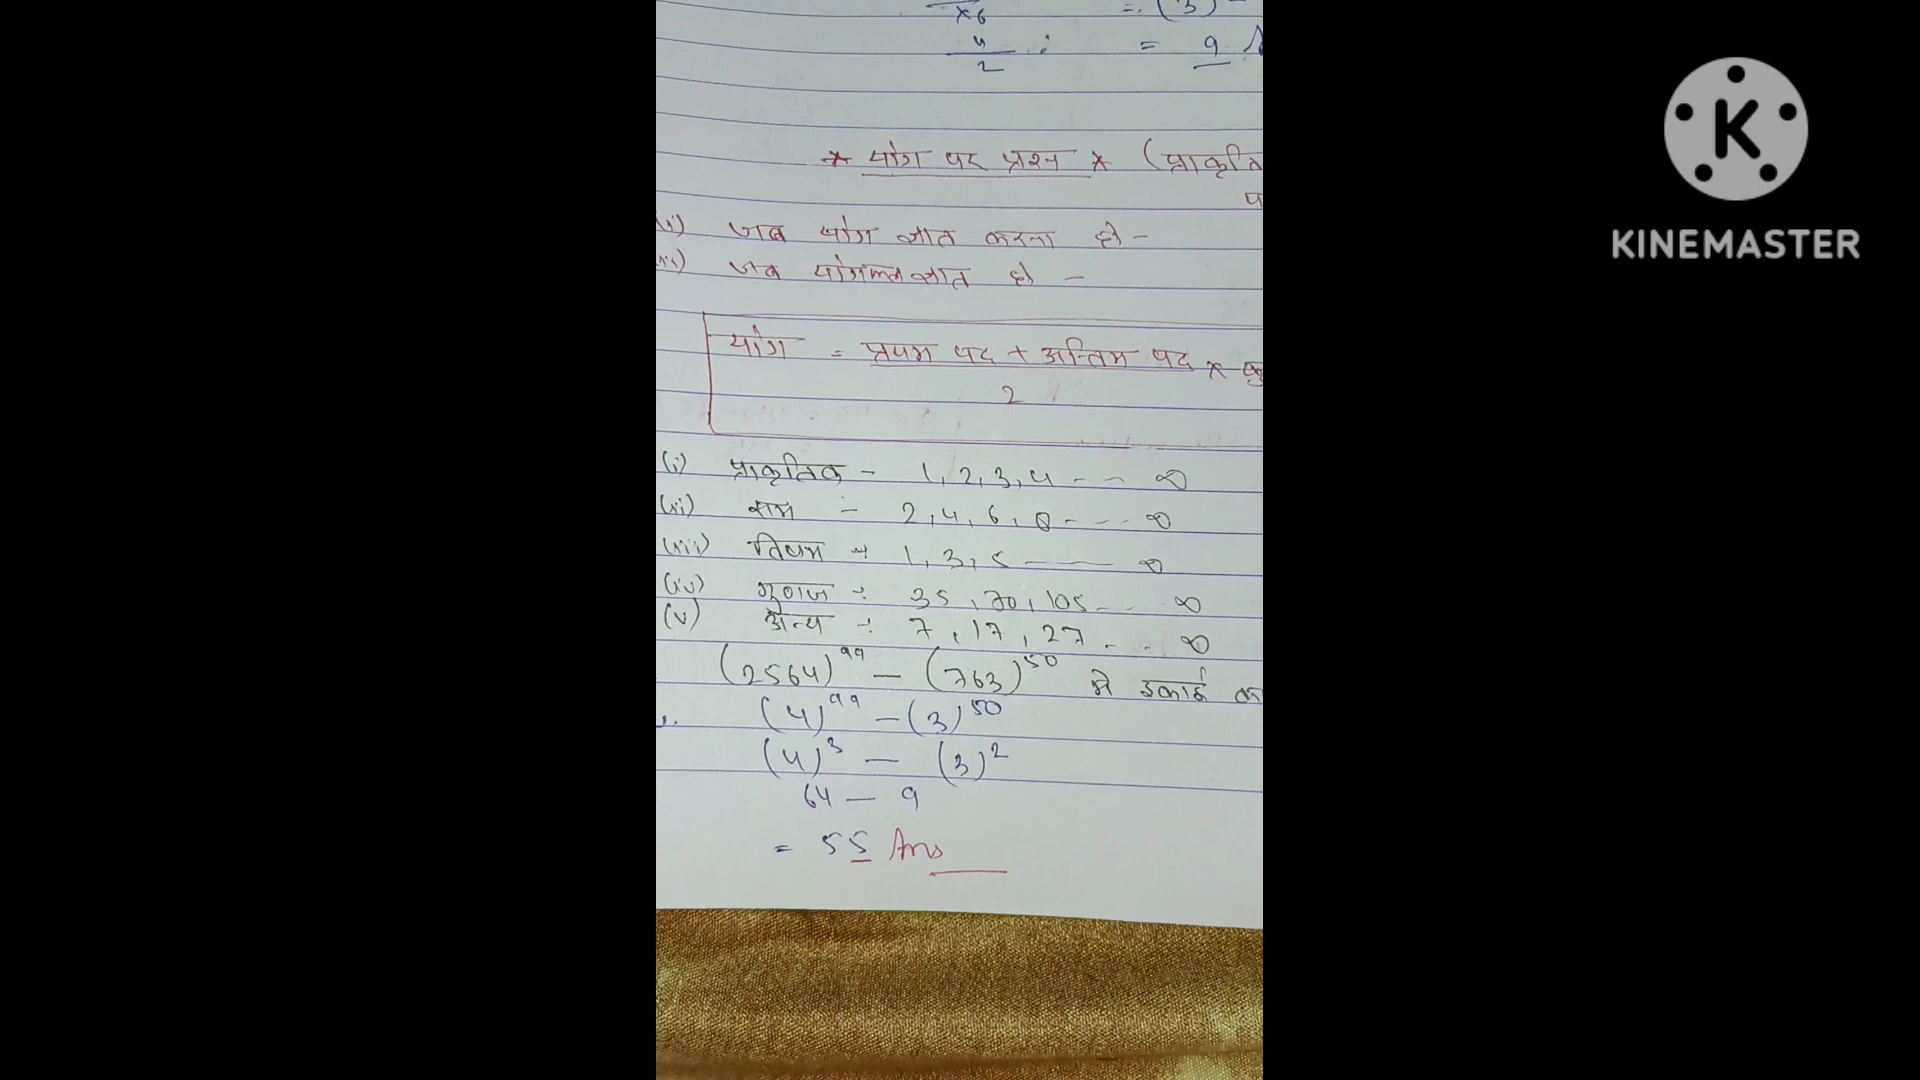 ×6
4
2
= (3)
= 9
* योग पर प्रश्न * (प्राकृति
(i) जब योग ज्ञात करना हो -
(ii) जब योगफल ज्ञात हो -
योग = प्रथम पद + अन्तिम पद × कु
2
(i) प्राकृतिक - 1, 2, 3, 4 - - ∞
(ii) सम - 2, 4, 6, 8 - - - ∞
(iii) विषम → 1, 3, 5 ——— ∞
(iv) गुणज ÷ 35, 70, 105 - - ∞
(v) अन्य ÷ 7, 17, 27 - - - ∞
(2564)^99 — (763)^50 मे इकाई का
(4)^99 — (3)^50
(4)^3 — (3)^2
64 — 9
= 55 Ans
K
KINEMASTER